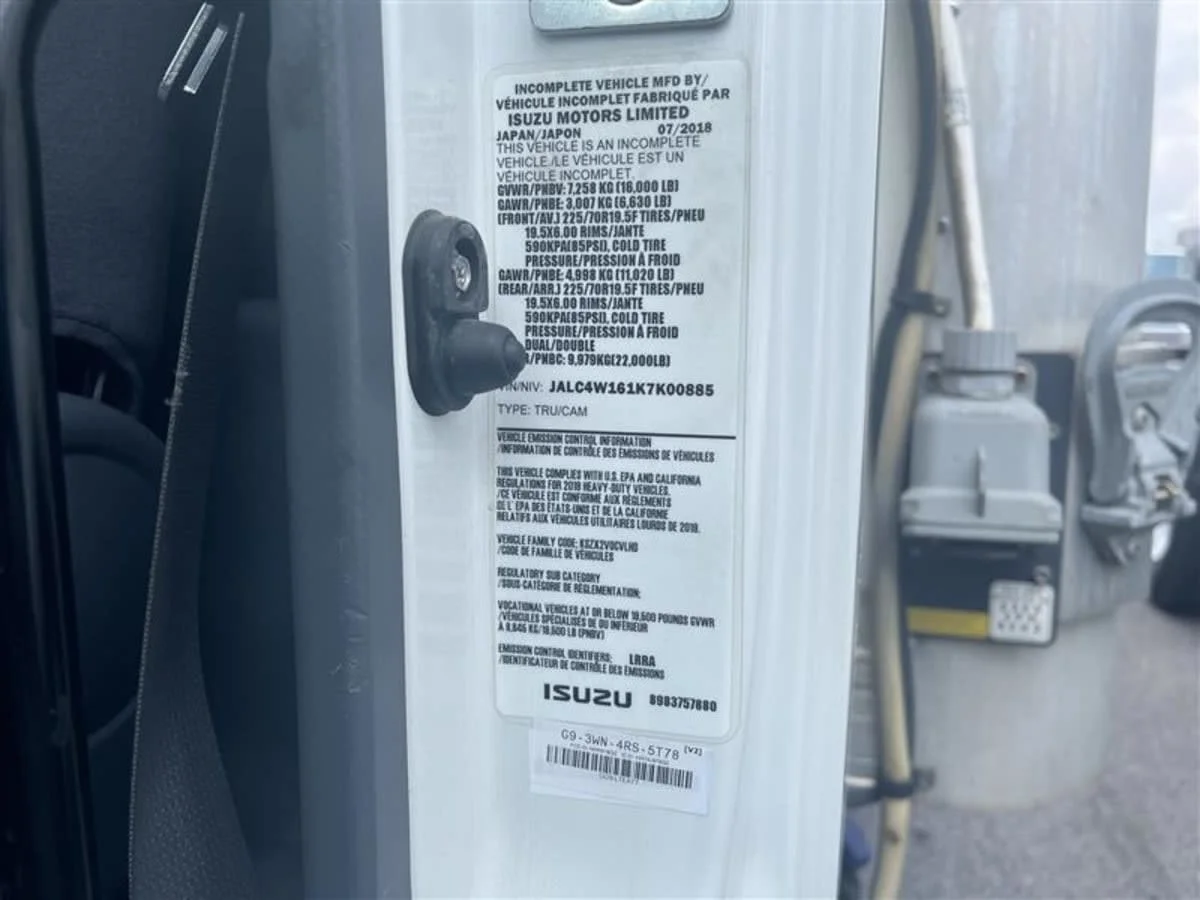 INCOMPLETE VEHICLE MFD BY/
VÉHICULE INCOMPLET FABRIQUÉ PAR
ISUZU MOTORS LIMITED
JAPAN/JAPON 07/2018
THIS VEHICLE IS AN INCOMPLETE
VEHICLE./LE VÉHICULE EST UN
VÉHICULE INCOMPLET.
GVWR/PNBV: 7,258 KG (16,000 LB)
GAWR/PNBE: 3,007 KG (6,630 LB)
(FRONT/AV.) 225/70R19.5F TIRES/PNEU
19.5X6.00 RIMS/JANTE
590KPA(85PSI), COLD TIRE
PRESSURE/PRESSION À FROID
GAWR/PNBE: 4,998 KG (11,020 LB)
(REAR/ARR.) 225/70R19.5F TIRES/PNEU
19.5X6.00 RIMS/JANTE
590KPA(85PSI), COLD TIRE
PRESSURE/PRESSION À FROID
DUAL/DOUBLE
/PNBC: 9,979KG(22,000LB)
VIN/NIV: JALC4W161K7K00885
TYPE: TRU/CAM
VEHICLE EMISSION CONTROL INFORMATION
/INFORMATION DE CONTRÔLE DES ÉMISSIONS DE VÉHICULES
THIS VEHICLE COMPLIES WITH U.S. EPA AND CALIFORNIA
REGULATIONS FOR 2019 HEAVY-DUTY VEHICLES.
/CE VÉHICULE EST CONFORME AUX RÈGLEMENTS
DE L'EPA DES ÉTATS-UNIS ET DE LA CALIFORNIE
RELATIFS AUX VÉHICULES UTILITAIRES LOURDS DE 2019.
VEHICLE FAMILY CODE: KSZX2VOCVLHD
/CODE DE FAMILLE DE VÉHICULES
REGULATORY SUB CATEGORY
/SOUS-CATÉGORIE DE RÉGLEMENTATION:
VOCATIONAL VEHICLES AT OR BELOW 19,500 POUNDS GVWR
/VÉHICULES SPÉCIALISÉS DE OU INFÉRIEUR
À 8,845 KG/19,500 LB (PNBV)
EMISSION CONTROL IDENTIFIERS: LRRA
/IDENTIFICATEUR DE CONTRÔLE DES ÉMISSIONS
ISUZU 8983757880
G9-3WN-4RS-5T78 [V2]